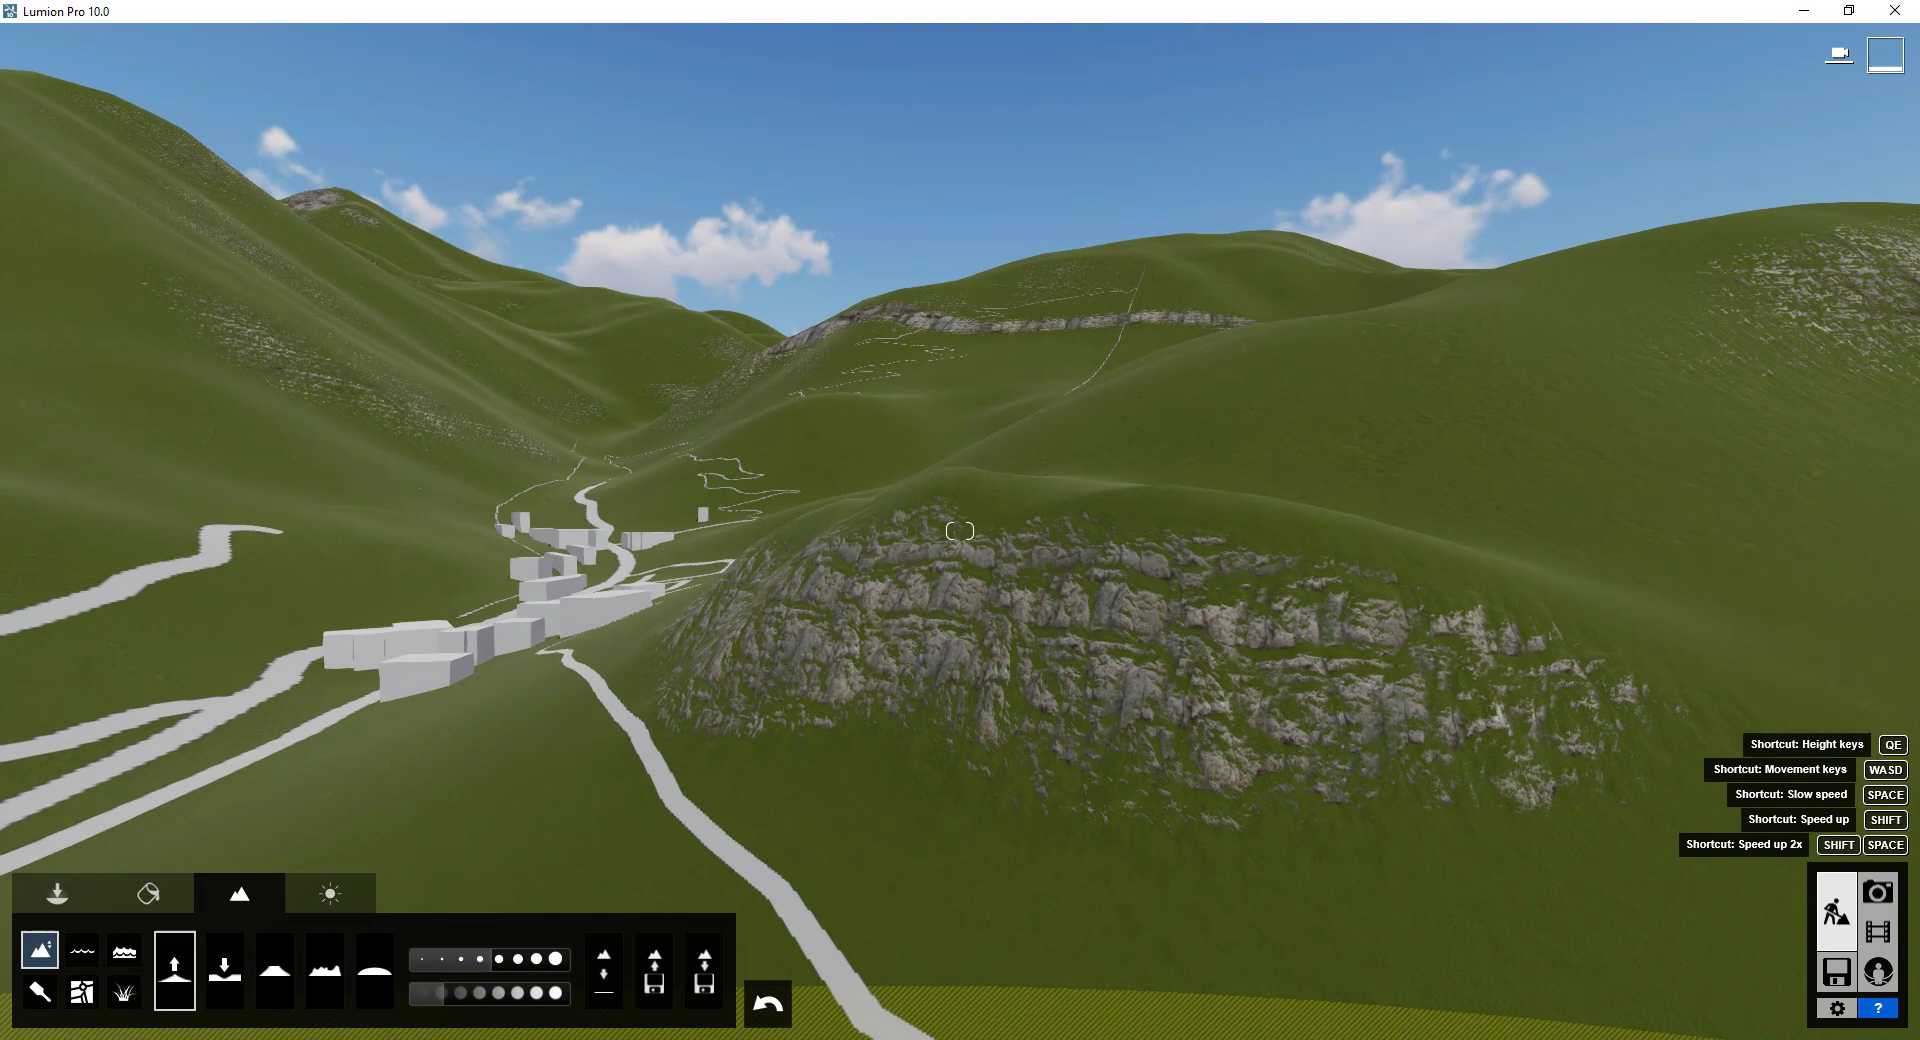 Lumion Pro 10.0
Shortcut: Height keys QE
Shortcut: Movement keys WASD
Shortcut: Slow speed SPACE
Shortcut: Speed up SHIFT
Shortcut: Speed up 2x SHIFT SPACE
?